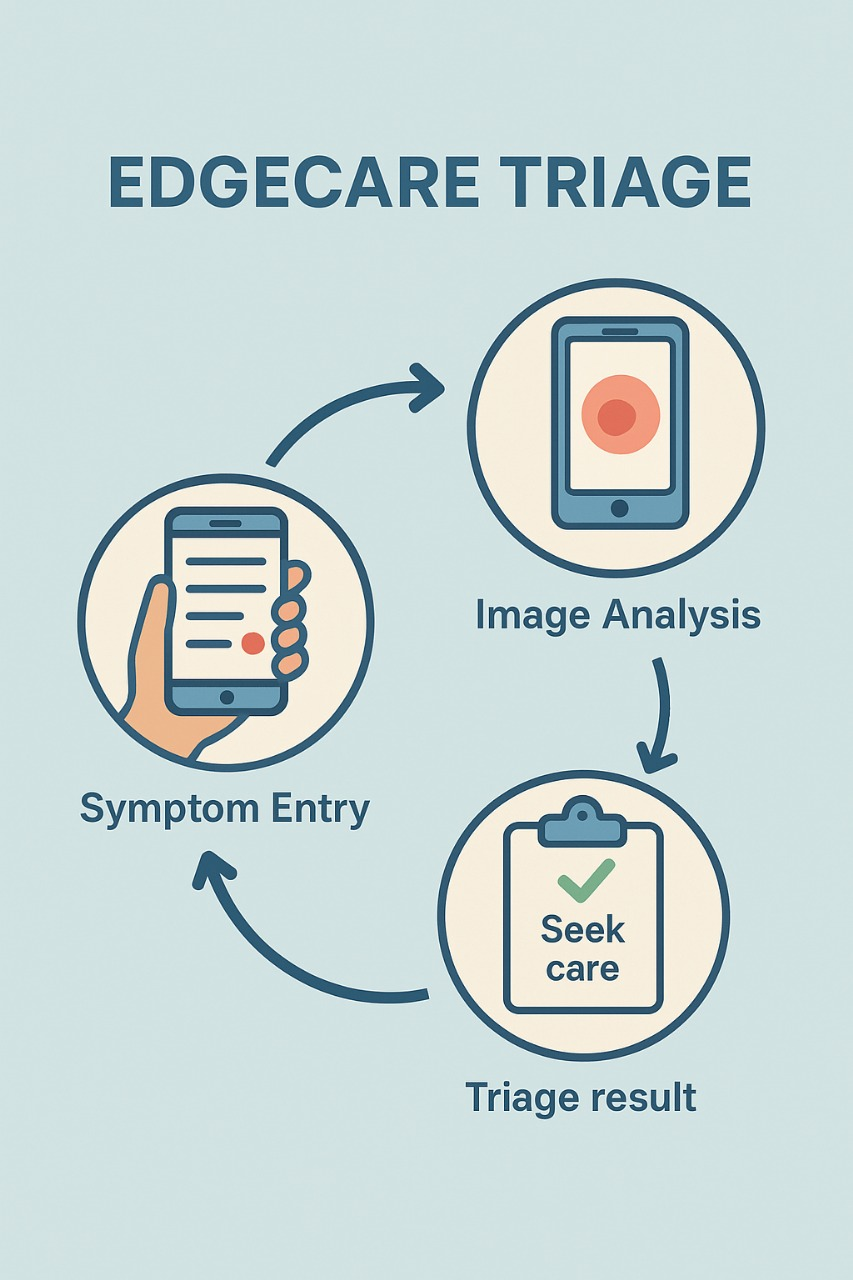 EDGECARE TRIAGE
Image Analysis
Symptom Entry
Seek
care
Triage result